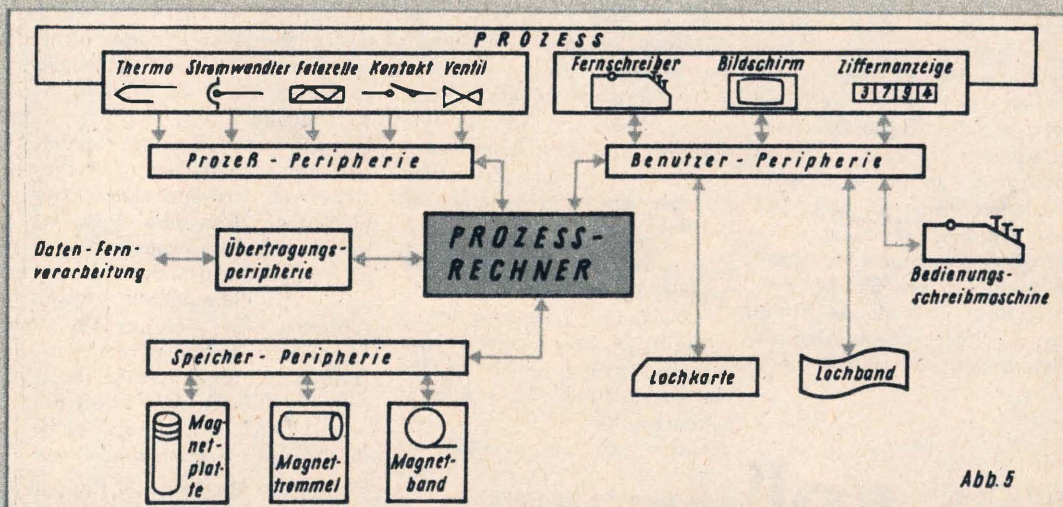 PROZESS
Thermo Stromwandler Fotozelle Kontakt Ventil
Fernschreiber Bildschirm Ziffernanzeige
3 7 9 4
Prozeß-Peripherie
Benutzer-Peripherie
Daten-Fern-
verarbeitung
Übertragungs-
peripherie
PROZESS-
RECHNER
Bedienungs-
schreibmaschine
Speicher-Peripherie
Lochkarte
Lochband
Mag-
net-
plat-
te
Magnet-
trommel
Magnet-
band
Abb. 5